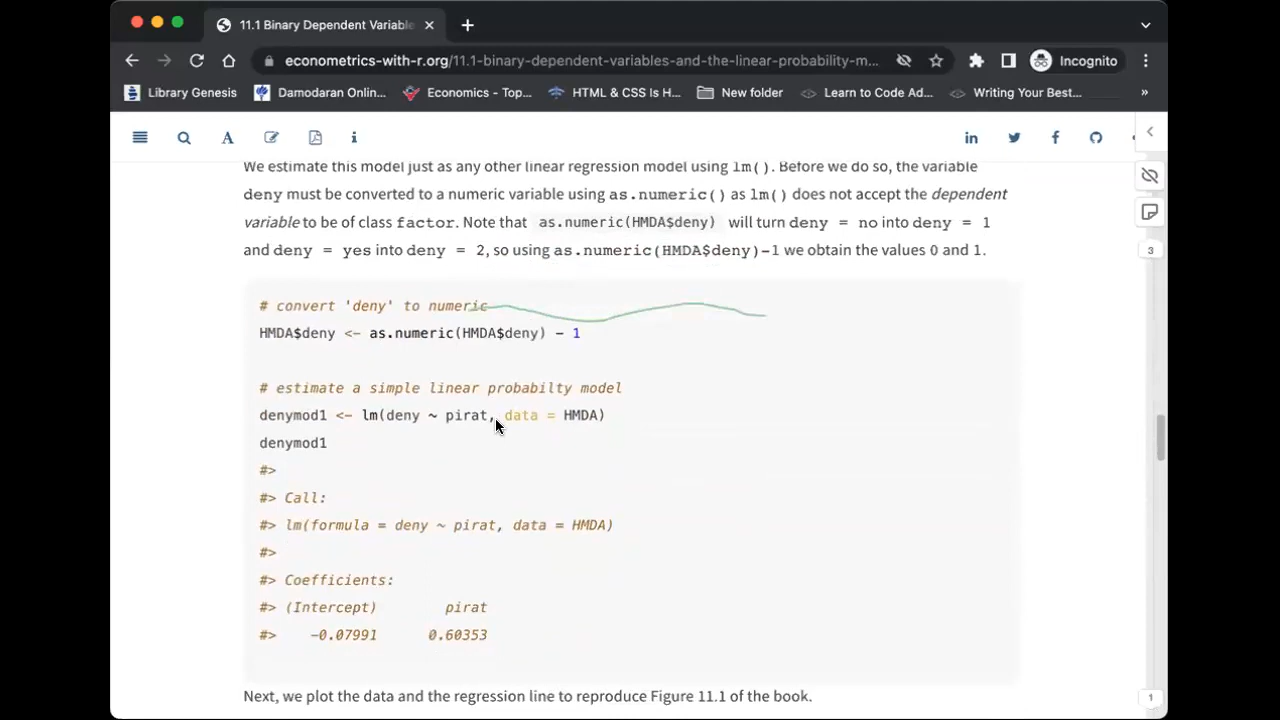 11.1 Binary Dependent Variable
econometrics-with-r.org/11.1-binary-dependent-variables-and-the-linear-probability-m...
Incognito
Library Genesis
Damodaran Onlin...
Economics - Top...
HTML & CSS Is H...
New folder
Learn to Code Ad...
Writing Your Best...
»
We estimate this model just as any other linear regression model using lm(). Before we do so, the variable
deny must be converted to a numeric variable using as.numeric() as lm() does not accept the dependent
variable to be of class factor. Note that as.numeric(HMDA$deny) will turn deny = no into deny = 1
and deny = yes into deny = 2, so using as.numeric(HMDA$deny)-1 we obtain the values 0 and 1.
3
# convert 'deny' to numeric
HMDA$deny <- as.numeric(HMDA$deny) - 1
# estimate a simple linear probabilty model
denymod1 <- lm(deny ~ pirat, data = HMDA)
denymod1
#>
#> Call:
#> lm(formula = deny ~ pirat, data = HMDA)
#>
#> Coefficients:
#> (Intercept) pirat
#> -0.07991 0.60353
Next, we plot the data and the regression line to reproduce Figure 11.1 of the book.
1